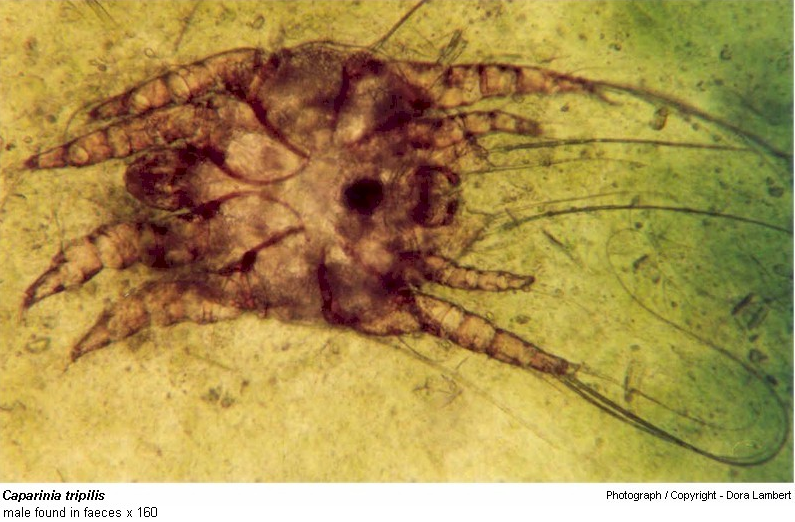 Caparinia tripilis
male found in faeces x 160
Photograph / Copyright - Dora Lambert